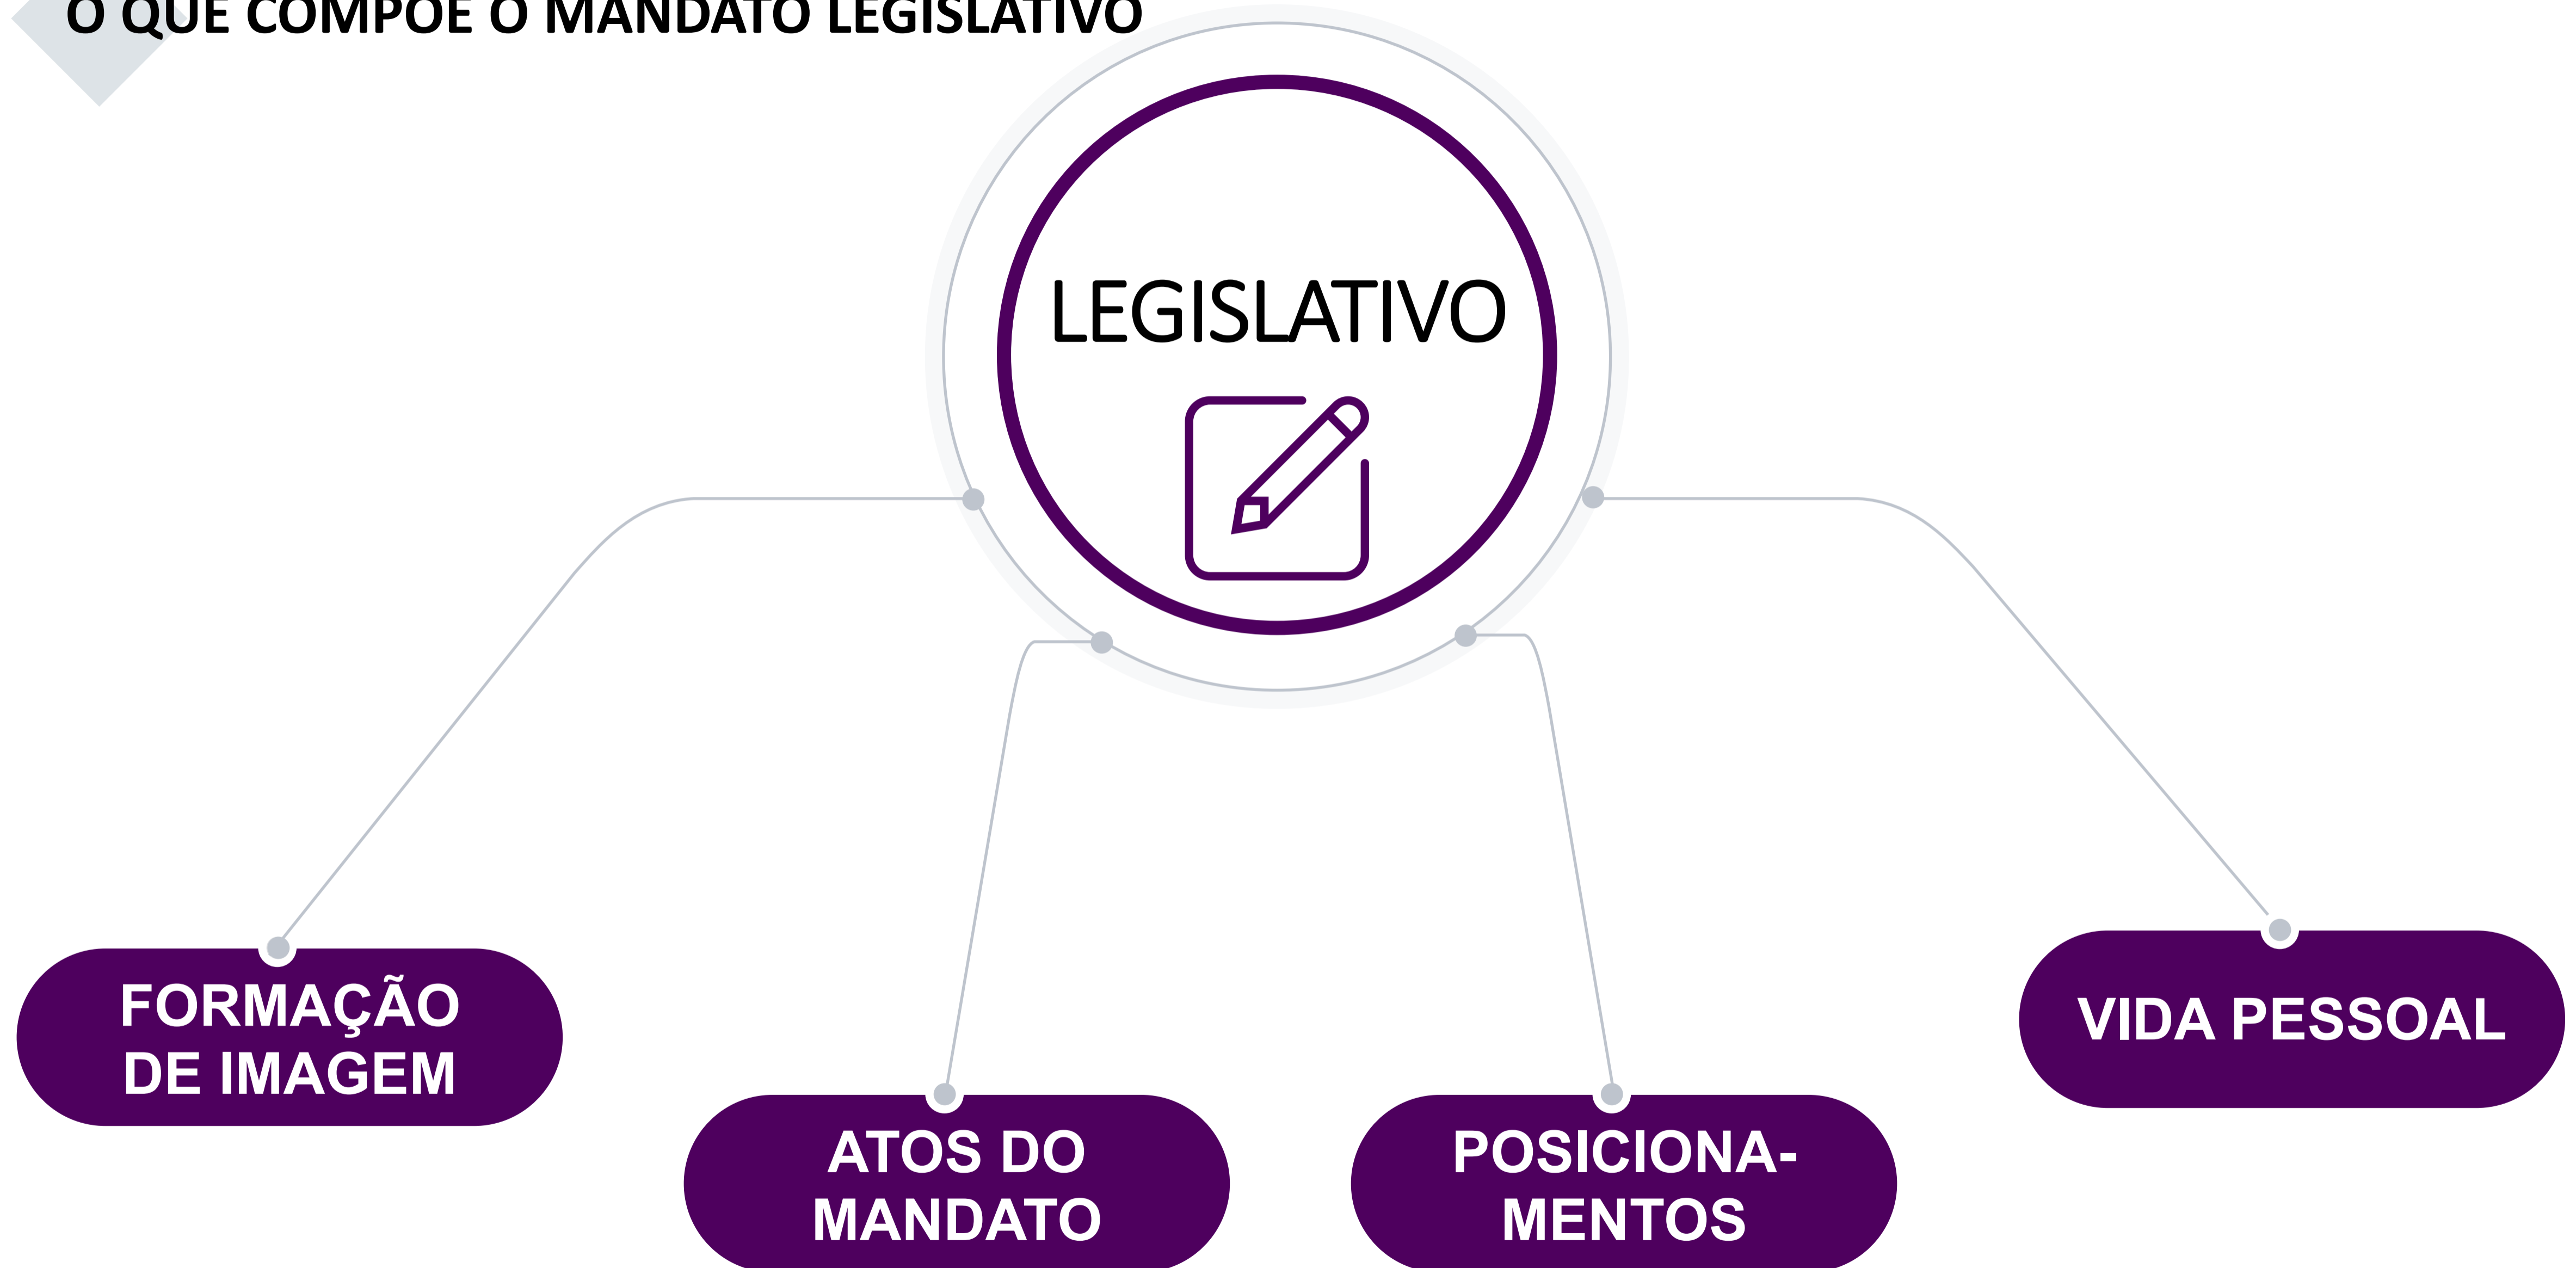 O QUE COMPÕE O MANDATO LEGISLATIVO
LEGISLATIVO
FORMAÇÃO
DE IMAGEM
ATOS DO
MANDATO
POSICIONA-
MENTOS
VIDA PESSOAL